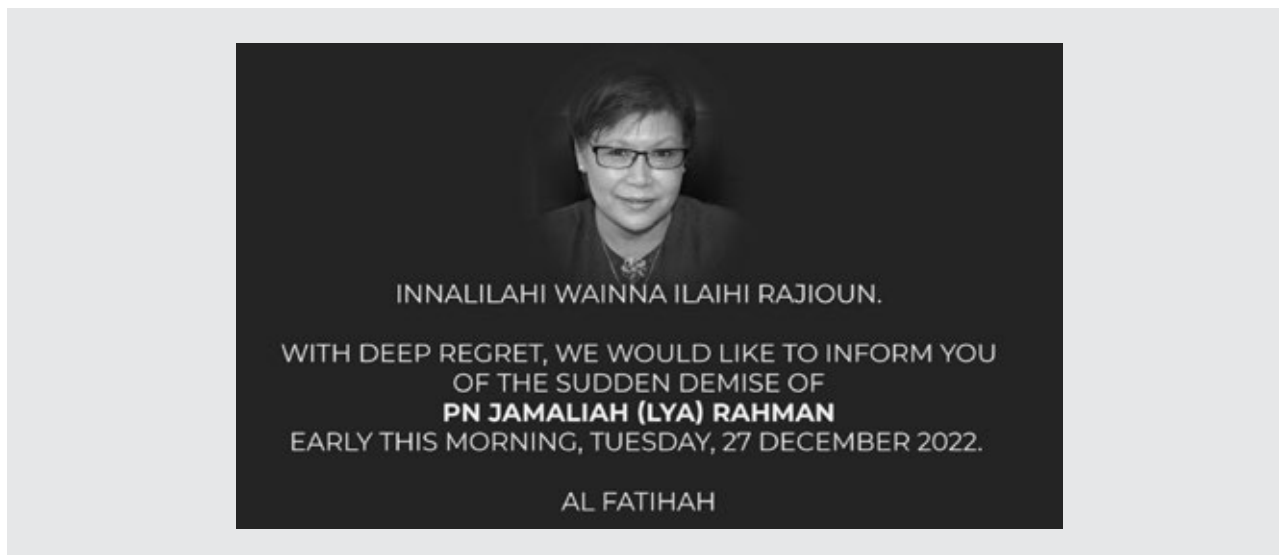 INNALILAHI WAINNA ILAIHI RAJIOUN.
WITH DEEP REGRET, WE WOULD LIKE TO INFORM YOU
OF THE SUDDEN DEMISE OF
PN JAMALIAH (LYA) RAHMAN
EARLY THIS MORNING, TUESDAY, 27 DECEMBER 2022.
AL FATIHAH